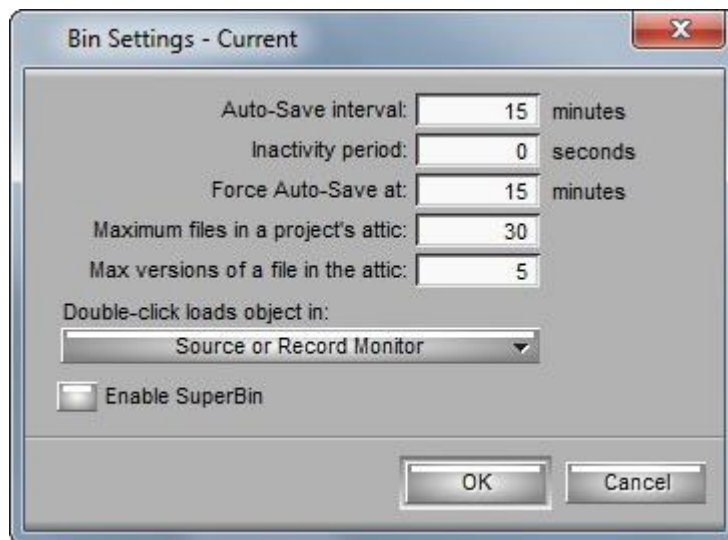 Bin Settings - Current
Auto-Save interval: 15 minutes
Inactivity period: 0 seconds
Force Auto-Save at: 15 minutes
Maximum files in a project's attic: 30
Max versions of a file in the attic: 5
Double-click loads object in:
Source or Record Monitor
Enable SuperBin
OK Cancel